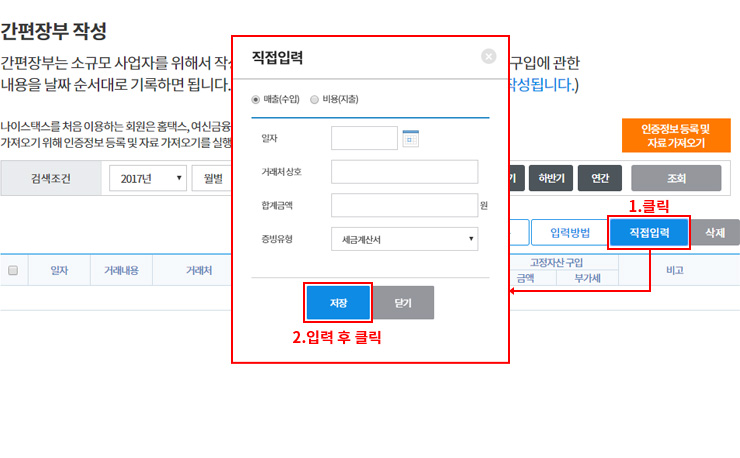 간편장부 작성
간편장부는 소규모 사업자를 위해서 작성 구입에 관한
내용을 날짜 순서대로 기록하면 됩니다. 작성됩니다.)
나이스택스를 처음 이용하는 회원은 홈택스, 여신금융
가져오기 위해 인증정보 등록 및 자료 가져오기를 실행
인증정보 등록 및
자료 가져오기
검색조건 2017년 월별 기 하반기 연간 조회
1.클릭
입력방법 직접입력 삭제
일자 거래내용 거래처 고정자산 구입 비고
금액 부가세
직접입력
매출(수입) 비용(지출)
일자
거래처 상호
합계금액 원
증빙유형 세금계산서
저장 닫기
2.입력 후 클릭